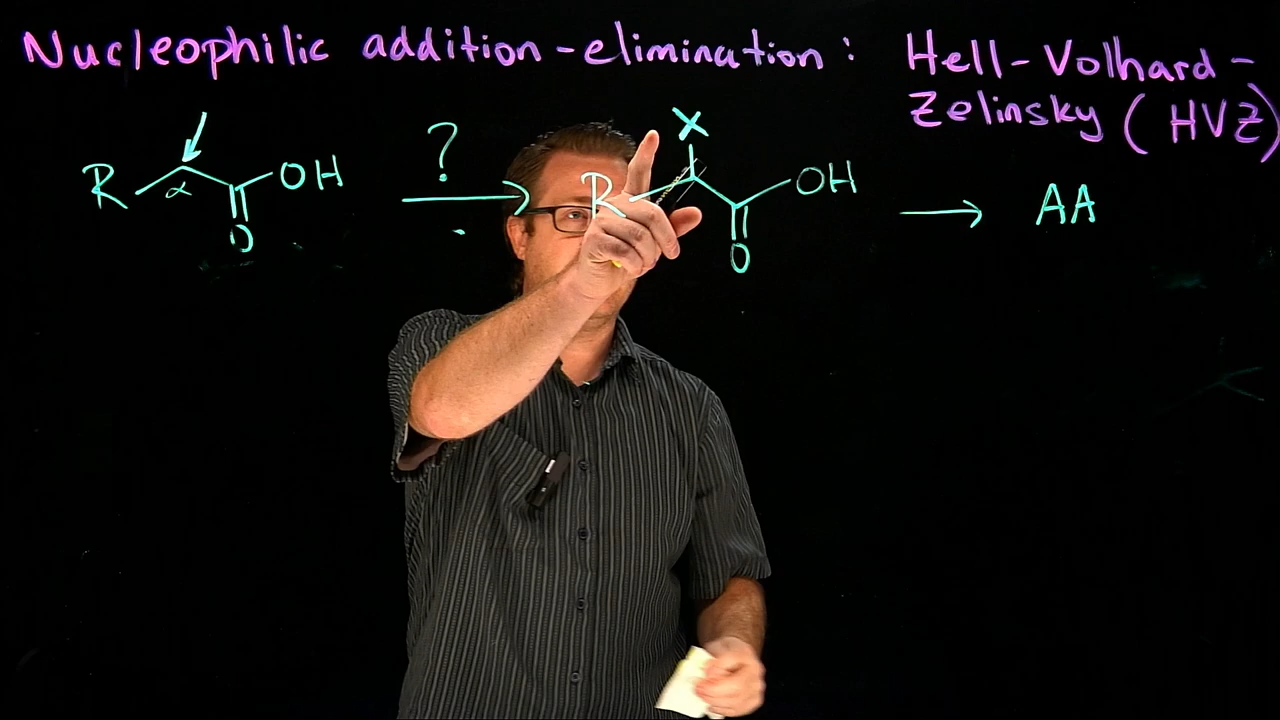 Nucleophilic addition-elimination: Hell-Volhard-
Zelinsky (HVZ)
R α OH O
?
X R OH O
AA